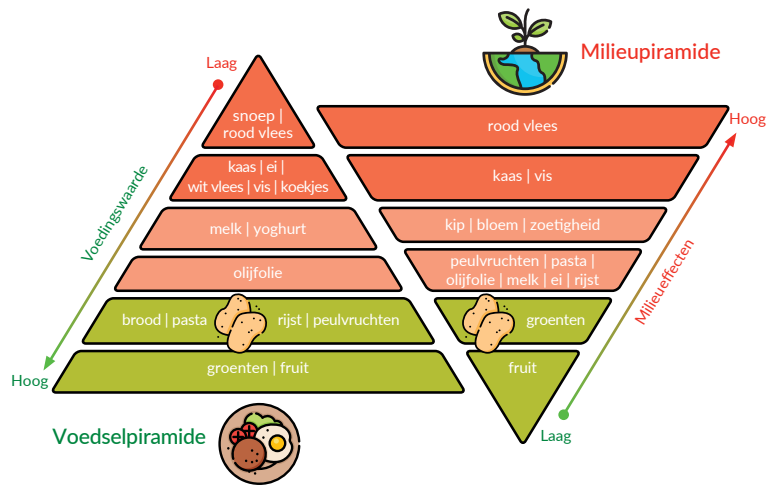 Milieupiramide
Laag
snoep |
rood vlees
kaas | ei |
wit vlees | vis | koekjes
melk | yoghurt
olijfolie
brood | pasta
rijst | peulvruchten
groenten | fruit
Voedingswaarde
Hoog
Voedselpiramide
Hoog
rood vlees
kaas | vis
kip | bloem | zoetigheid
peulvruchten | pasta |
olijfolie | melk | ei | rijst
groenten
fruit
Milieueffecten
Laag